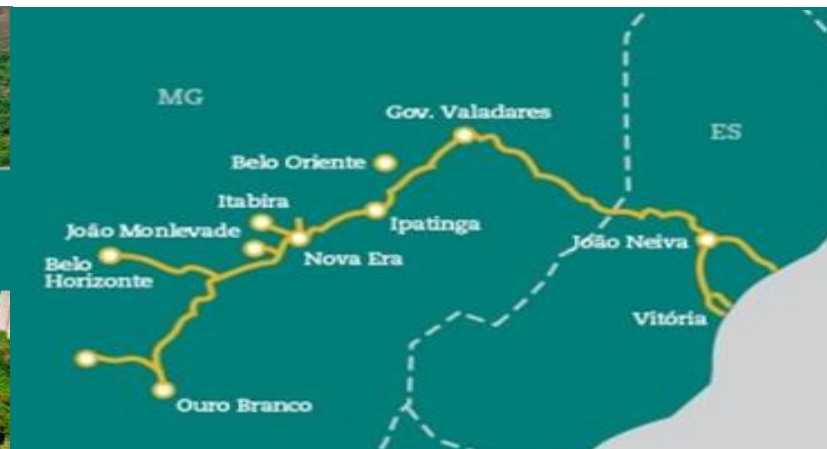 MG
Gov. Valadares
ES
Belo Oriente
Itabira
Ipatinga
João Monlevade
João Neiva
Nova Era
Belo
Horizonte
Vitória
Ouro Branco